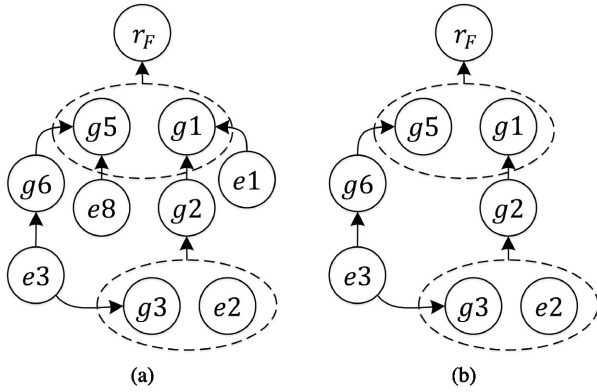 r_F r_F
g5 g1 g5 g1
g6 e8 g2 e1 g6 g2
e3 g3 e2 e3 g3 e2
(a) (b)